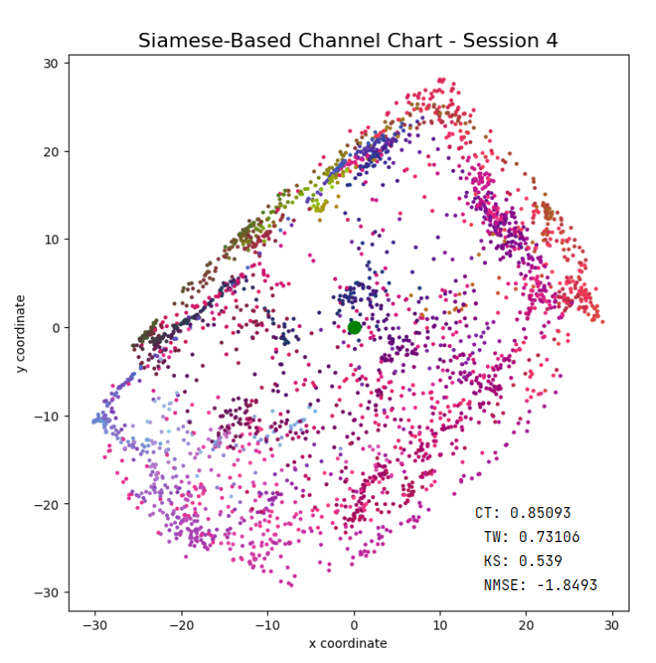 Siamese-Based Channel Chart - Session 4
30
20
10
0
−10
−20
−30
y coordinate
CT: 0.85093
TW: 0.73106
KS: 0.539
NMSE: -1.8493
−30 −20 −10 0 10 20 30
x coordinate